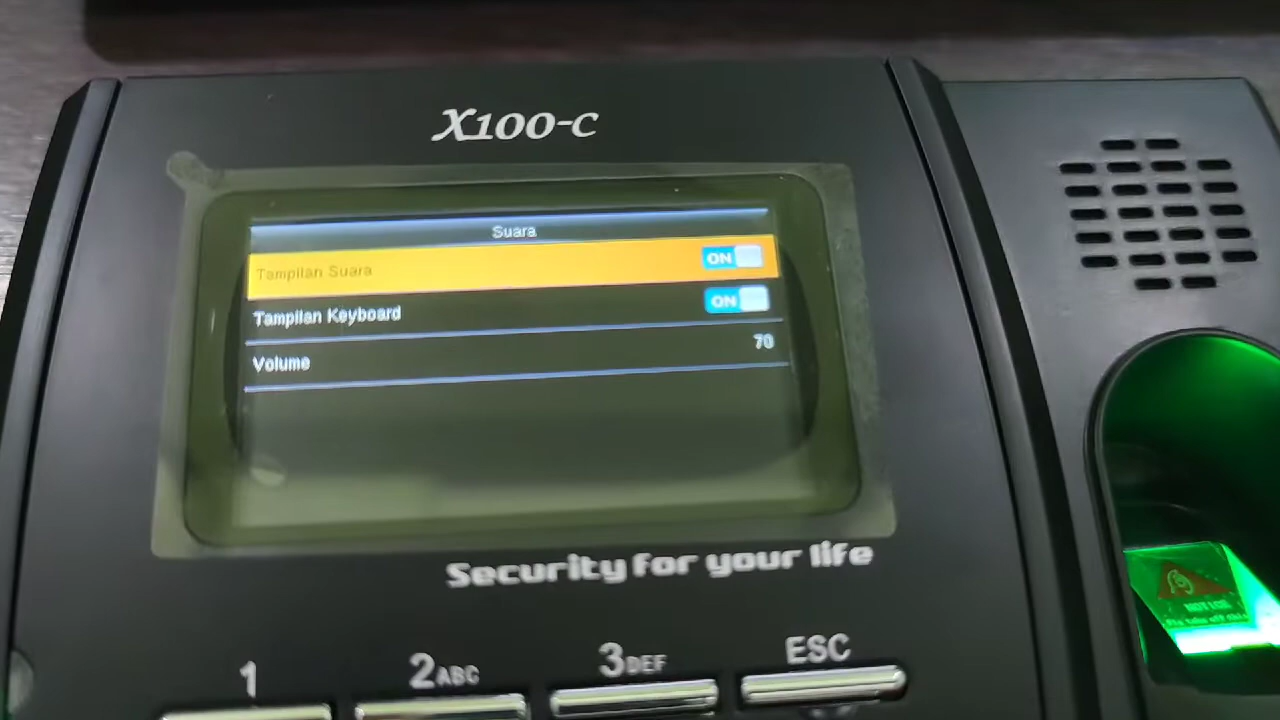 X100-c
Suara
Tampilan Suara ON
Tampilan Keyboard ON
Volume 70
Security for your life
1 2ABC 3DEF ESC